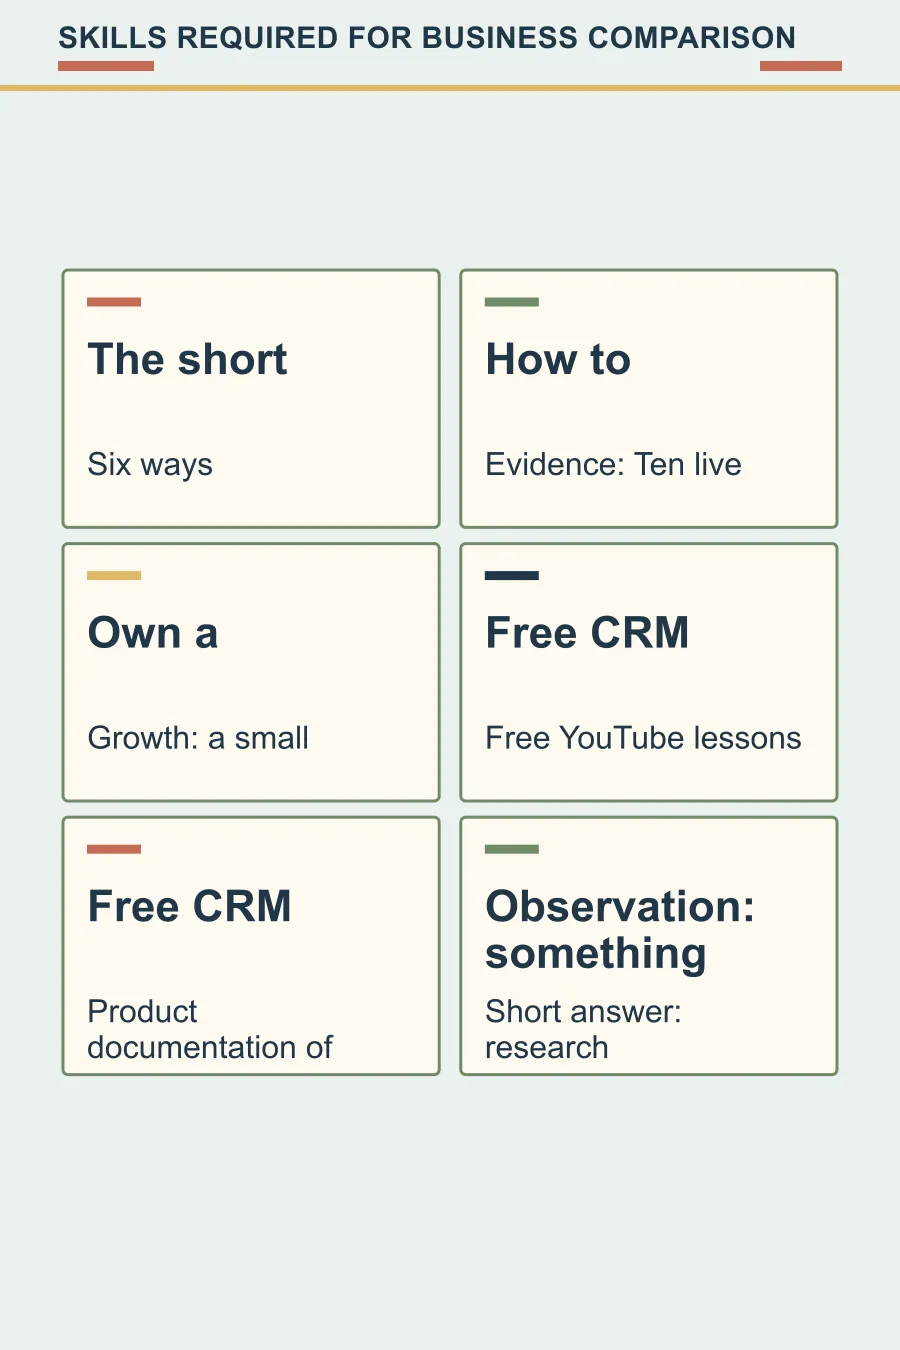 SKILLS REQUIRED FOR BUSINESS COMPARISON
The short
Six ways
How to
Evidence: Ten live
Own a
Growth: a small
Free CRM
Free YouTube lessons
Free CRM
Product
documentation of
Observation:
something
Short answer:
research